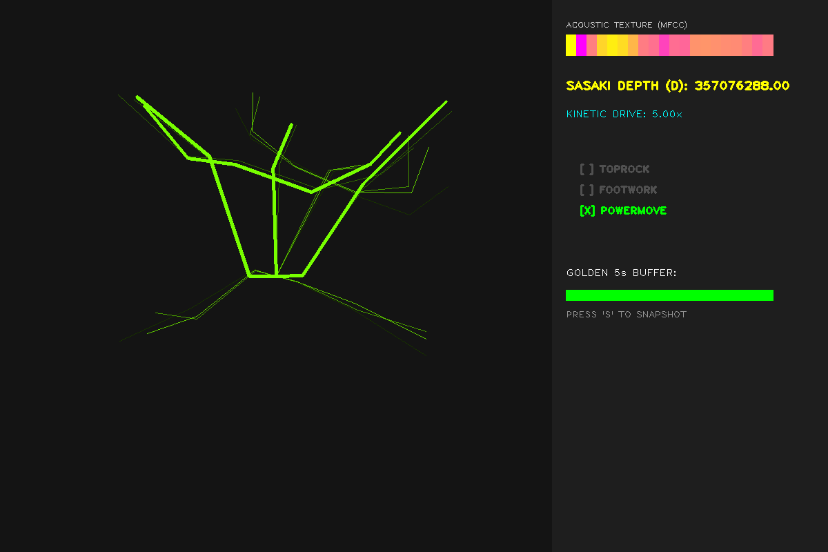 ACOUSTIC TEXTURE (MFCC)
SASAKI DEPTH (D): 357076288.00
KINETIC DRIVE: 5.00x
[ ] TOPROCK
[ ] FOOTWORK
[X] POWERMOVE
GOLDEN 5s BUFFER:
PRESS 'S' TO SNAPSHOT